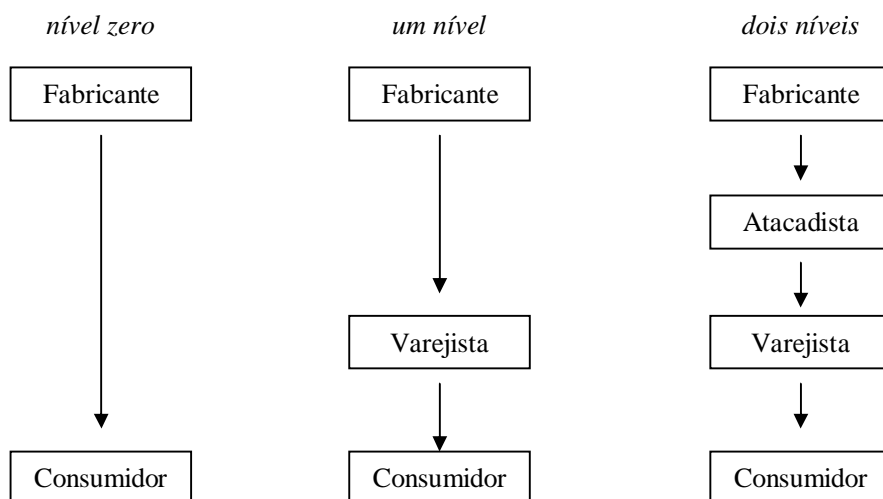 nível zero
um nível
dois níveis
Fabricante
Fabricante
Fabricante
Atacadista
Varejista
Varejista
Consumidor
Consumidor
Consumidor